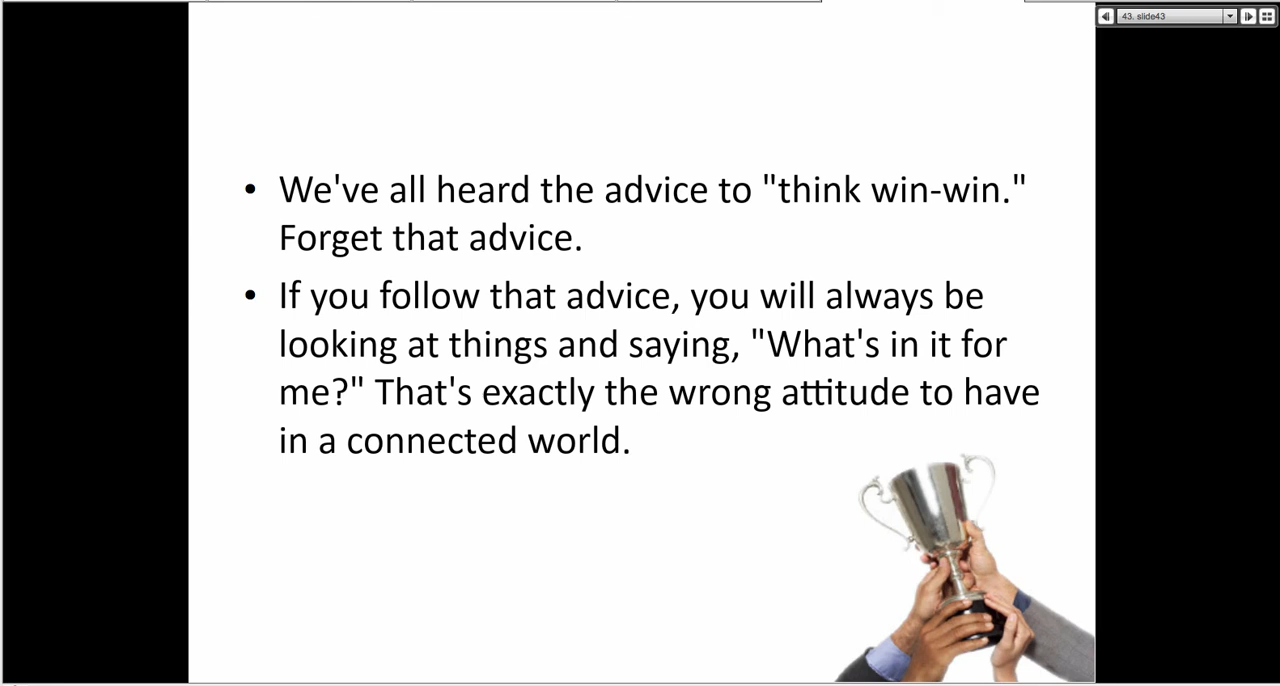 43. slide43
• We've all heard the advice to "think win-win."
Forget that advice.
• If you follow that advice, you will always be
looking at things and saying, "What's in it for
me?" That's exactly the wrong attitude to have
in a connected world.